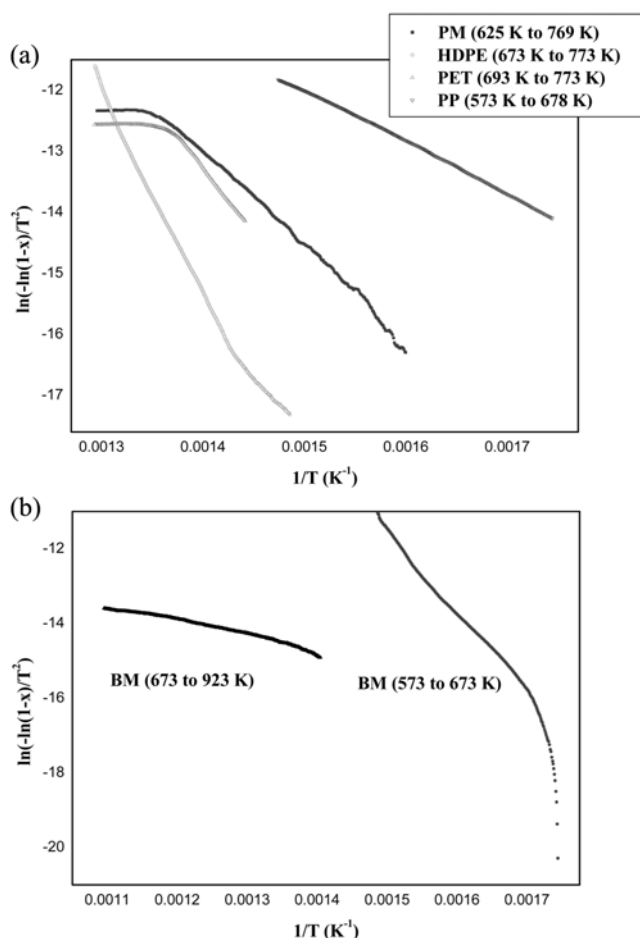 PM (625 K to 769 K)
HDPE (673 K to 773 K)
PET (693 K to 773 K)
PP (573 K to 678 K)
(a)
-12
-13
-14
-15
-16
-17
ln(-ln(1-x)/T²)
0.0013 0.0014 0.0015 0.0016 0.0017
1/T (K⁻¹)
(b)
-12
-14
-16
-18
-20
ln(-ln(1-x)/T²)
BM (673 to 923 K) BM (573 to 673 K)
0.0011 0.0012 0.0013 0.0014 0.0015 0.0016 0.0017
1/T (K⁻¹)